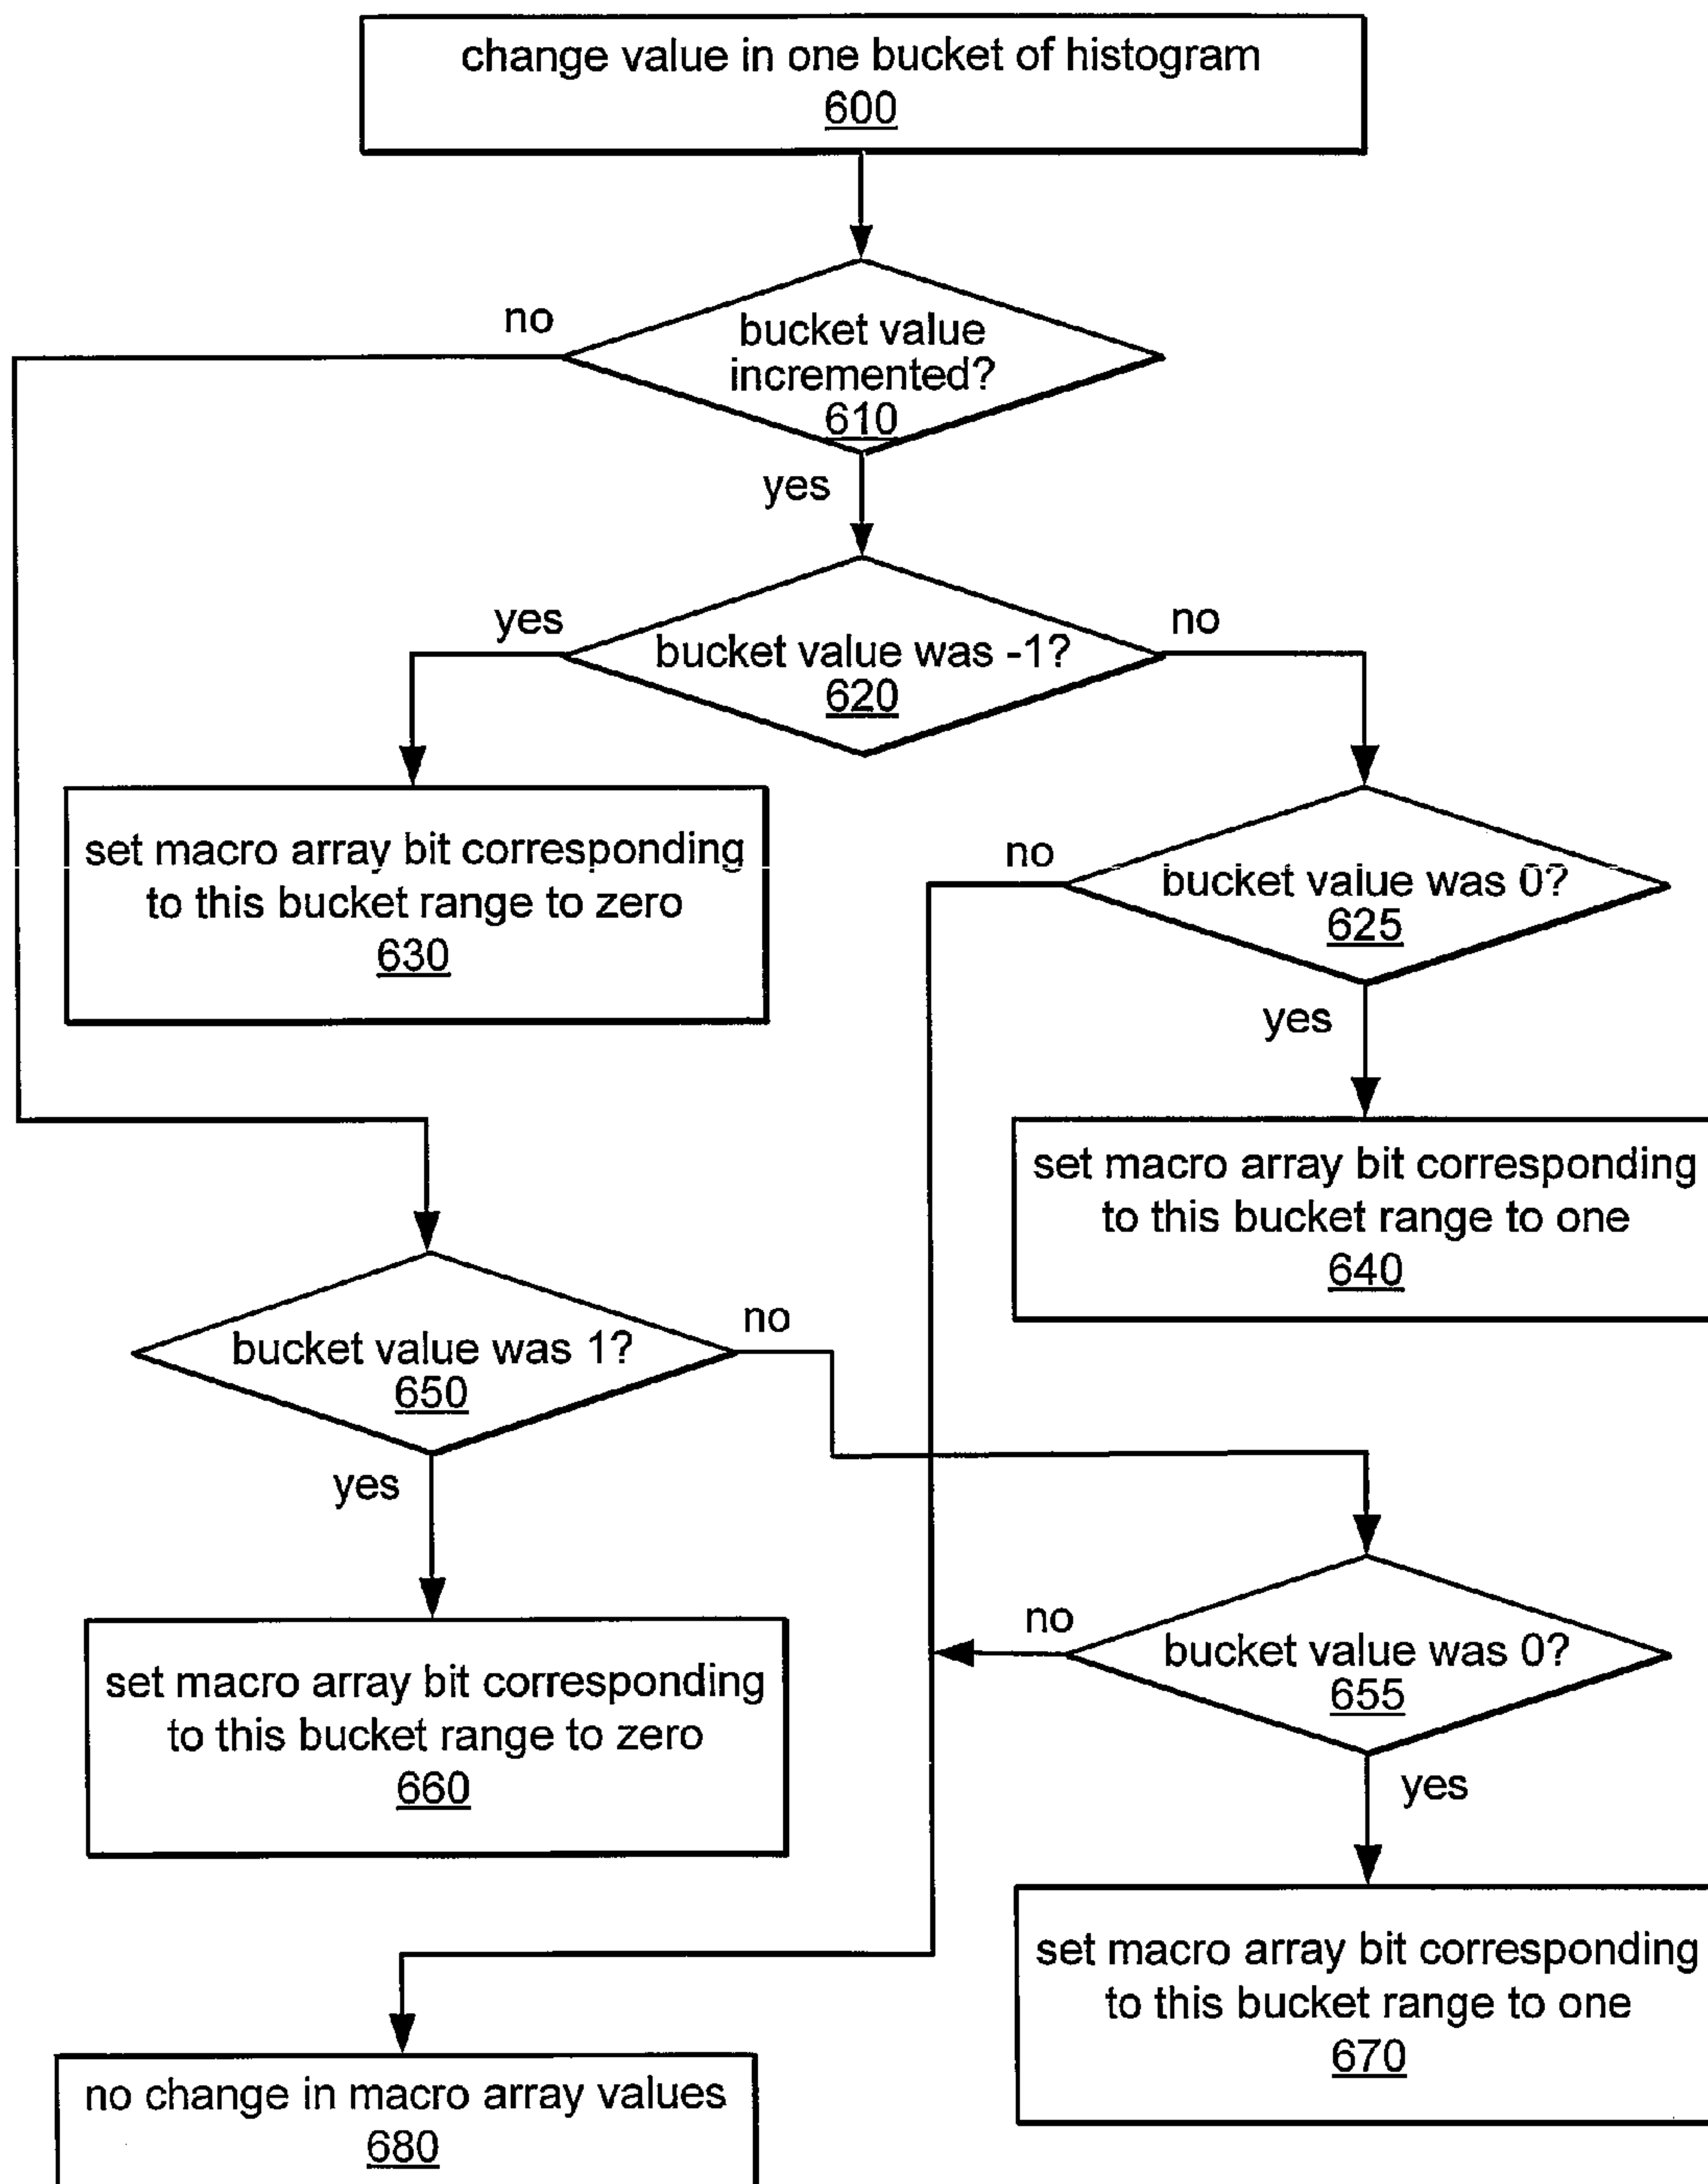 change value in one bucket of histogram
600
no
bucket value
incremented?
610
yes
yes
bucket value was -1?
620
no
set macro array bit corresponding
to this bucket range to zero
630
no
bucket value was 0?
625
yes
set macro array bit corresponding
to this bucket range to one
640
bucket value was 1?
650
no
yes
no
bucket value was 0?
655
yes
set macro array bit corresponding
to this bucket range to zero
660
set macro array bit corresponding
to this bucket range to one
670
no change in macro array values
680